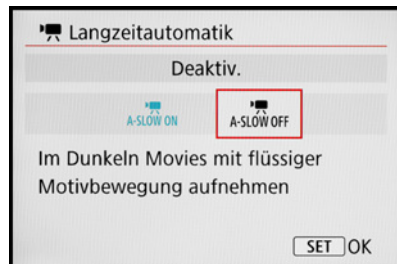 Langzeitautomatik
Deaktiv.
A-SLOW ON
A-SLOW OFF
Im Dunkeln Movies mit flüssiger
Motivbewegung aufnehmen
SET OK